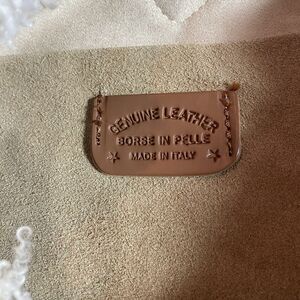 GENUINE LEATHER
BORSE IN PELLE
MADE IN ITALY